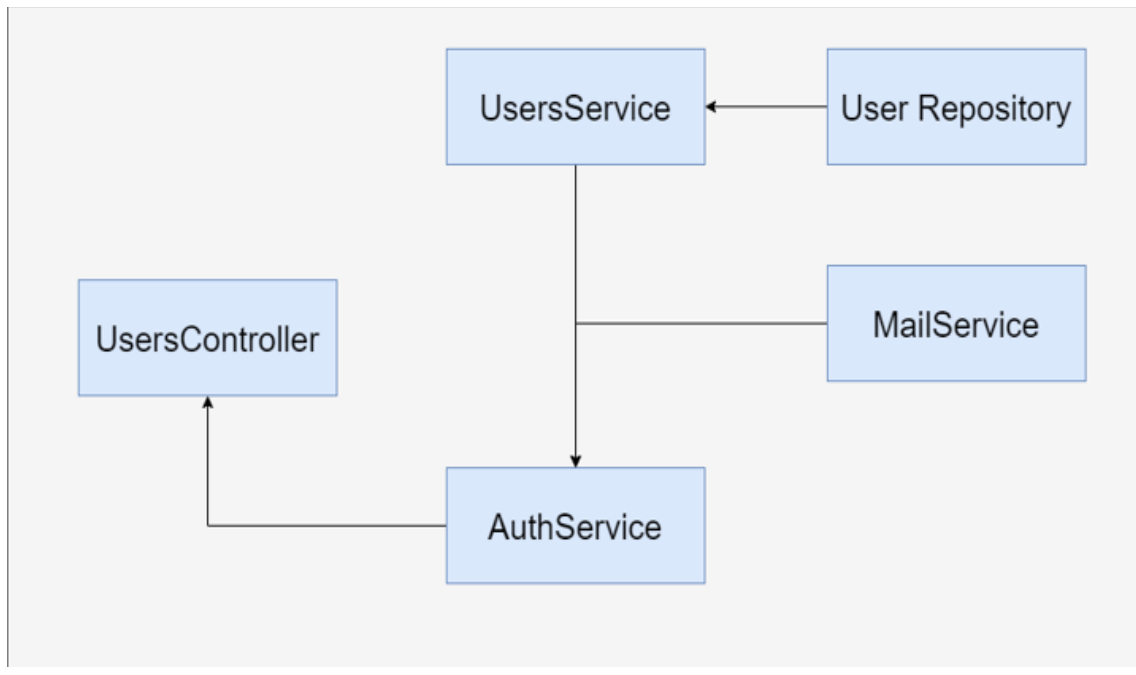 UsersService
User Repository
UsersController
MailService
AuthService